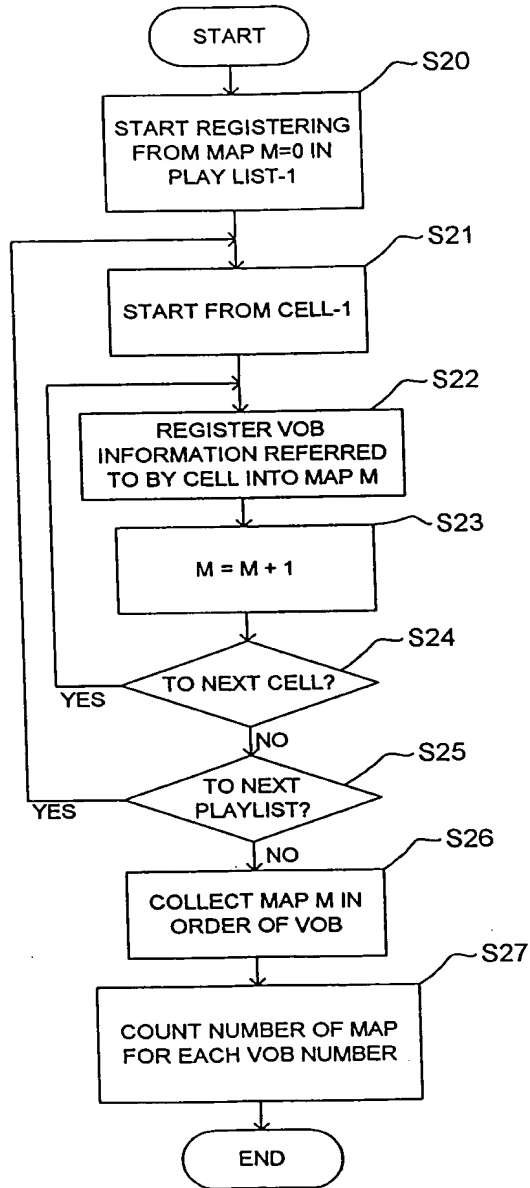 START
S20
START REGISTERING
FROM MAP M=0 IN
PLAY LIST-1
S21
START FROM CELL-1
S22
REGISTER VOB
INFORMATION REFERRED
TO BY CELL INTO MAP M
S23
M = M + 1
S24
TO NEXT CELL?
YES
NO
S25
TO NEXT
PLAYLIST?
YES
NO
S26
COLLECT MAP M IN
ORDER OF VOB
S27
COUNT NUMBER OF MAP
FOR EACH VOB NUMBER
END